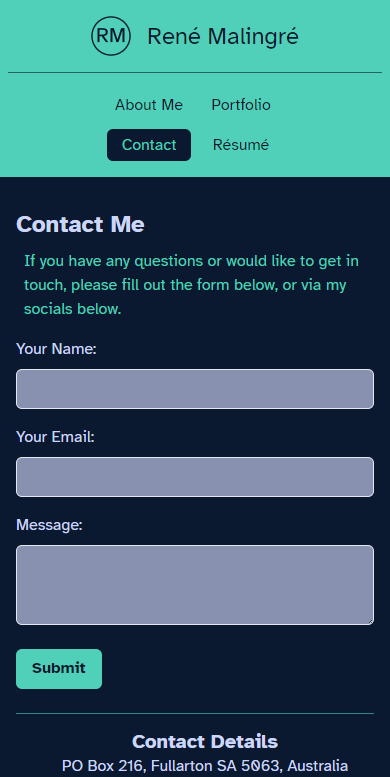 RM René Malingré
About Me Portfolio
Contact Résumé
Contact Me
If you have any questions or would like to get in
touch, please fill out the form below, or via my
socials below.
Your Name:
Your Email:
Message:
Submit
Contact Details
PO Box 216, Fullarton SA 5063, Australia